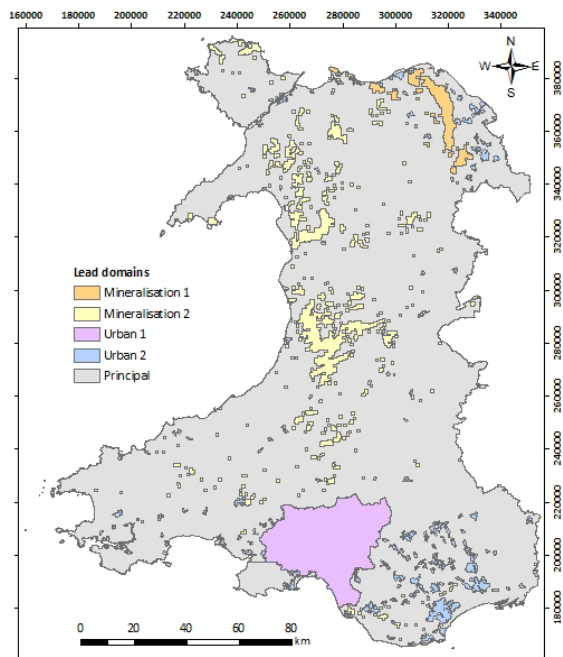 160000 200000 220000 240000 260000 280000 300000 320000 340000
N
W E
S
380000
360000
340000
320000
300000
280000
260000
240000
220000
200000
180000
Lead domains
Mineralisation 1
Mineralisation 2
Urban 1
Urban 2
Principal
0 20 40 60 80
km